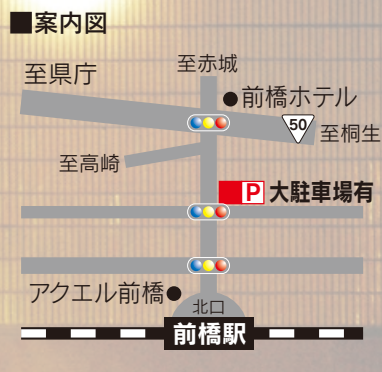 ■案内図
至赤城
至県庁
●前橋ホテル
50
至桐生
至高崎
P 大駐車場有
アクエル前橋●
北口
前橋駅